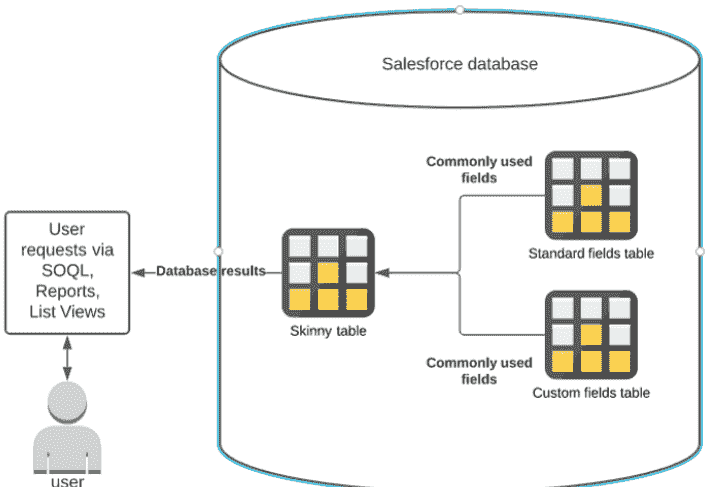 Salesforce database
Commonly used
fields
Standard fields table
User
requests via
SOQL,
Reports,
List Views
Database results
Skinny table
Commonly used
fields
Custom fields table
user